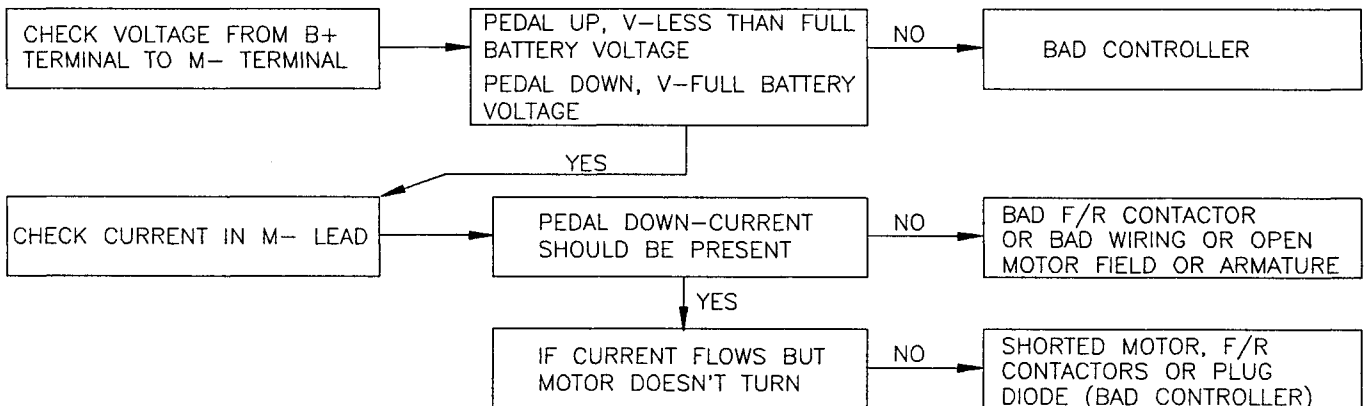 CHECK VOLTAGE FROM B+
TERMINAL TO M- TERMINAL
PEDAL UP, V-LESS THAN FULL
BATTERY VOLTAGE
PEDAL DOWN, V-FULL BATTERY
VOLTAGE
NO
BAD CONTROLLER
YES
CHECK CURRENT IN M- LEAD
PEDAL DOWN-CURRENT
SHOULD BE PRESENT
NO
BAD F/R CONTACTOR
OR BAD WIRING OR OPEN
MOTOR FIELD OR ARMATURE
YES
IF CURRENT FLOWS BUT
MOTOR DOESN'T TURN
NO
SHORTED MOTOR, F/R
CONTACTORS OR PLUG
DIODE (BAD CONTROLLER)